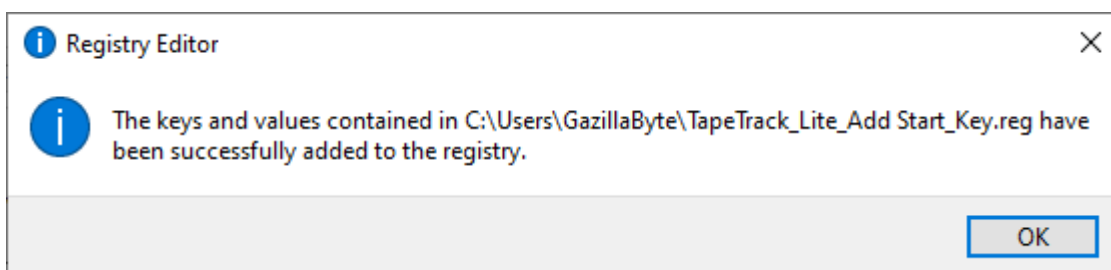 Registry Editor
The keys and values contained in C:\Users\GazillaByte\TapeTrack_Lite_Add Start_Key.reg have
been successfully added to the registry.
OK